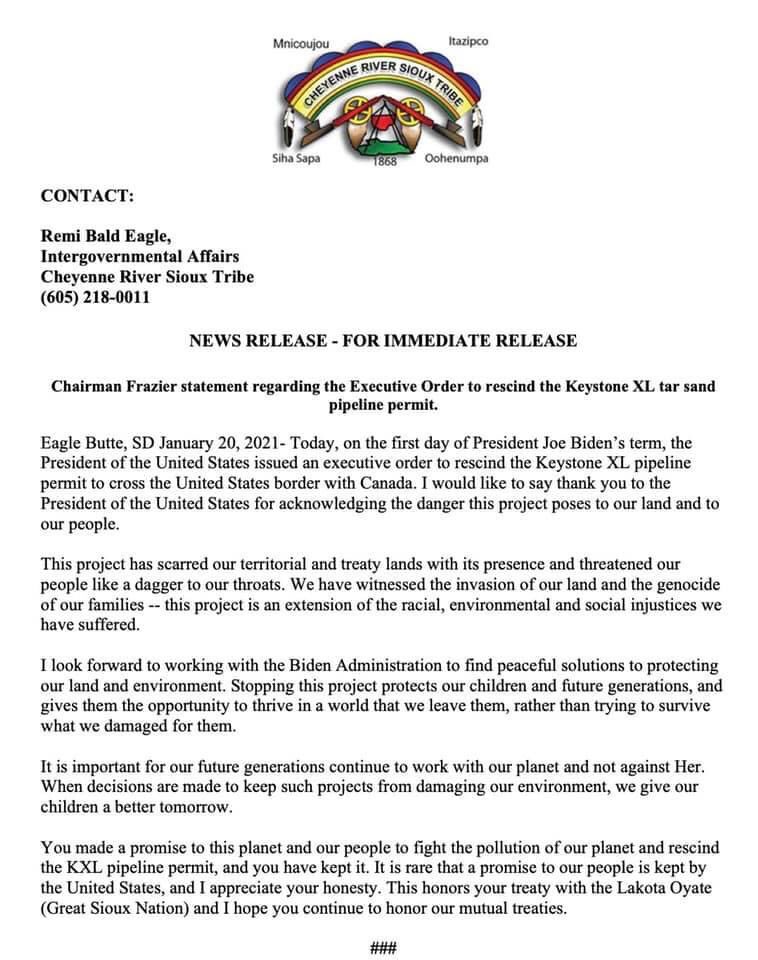 Mnicoujou
Itazipco
CHEYENNE RIVER SIOUX TRIBE
Siha Sapa
1868
Oohenumpa
CONTACT:
Remi Bald Eagle,
Intergovernmental Affairs
Cheyenne River Sioux Tribe
(605) 218-0011
NEWS RELEASE - FOR IMMEDIATE RELEASE
Chairman Frazier statement regarding the Executive Order to rescind the Keystone XL tar sand
pipeline permit.
Eagle Butte, SD January 20, 2021- Today, on the first day of President Joe Biden’s term, the
President of the United States issued an executive order to rescind the Keystone XL pipeline
permit to cross the United States border with Canada. I would like to say thank you to the
President of the United States for acknowledging the danger this project poses to our land and to
our people.
This project has scarred our territorial and treaty lands with its presence and threatened our
people like a dagger to our throats. We have witnessed the invasion of our land and the genocide
of our families -- this project is an extension of the racial, environmental and social injustices we
have suffered.
I look forward to working with the Biden Administration to find peaceful solutions to protecting
our land and environment. Stopping this project protects our children and future generations, and
gives them the opportunity to thrive in a world that we leave them, rather than trying to survive
what we damaged for them.
It is important for our future generations continue to work with our planet and not against Her.
When decisions are made to keep such projects from damaging our environment, we give our
children a better tomorrow.
You made a promise to this planet and our people to fight the pollution of our planet and rescind
the KXL pipeline permit, and you have kept it. It is rare that a promise to our people is kept by
the United States, and I appreciate your honesty. This honors your treaty with the Lakota Oyate
(Great Sioux Nation) and I hope you continue to honor our mutual treaties.
###